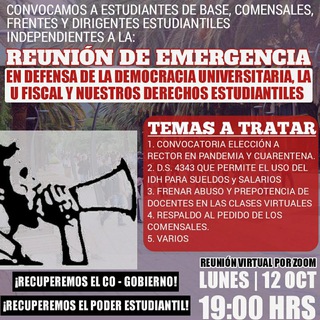 CONVOCAMOS A ESTUDIANTES DE BASE, COMENSALES,
FRENTES Y DIRIGENTES ESTUDIANTILES
INDEPENDIENTES A LA:
REUNIÓN DE EMERGENCIA
EN DEFENSA DE LA DEMOCRACIA UNIVERSITARIA, LA
U FISCAL Y NUESTROS DERECHOS ESTUDIANTILES
TEMAS A TRATAR
1. CONVOCATORIA ELECCIÓN A
RECTOR EN PANDEMIA Y CUARENTENA.
2. D.S. 4343 QUE PERMITE EL USO DEL
IDH PARA SUELDOS y SALARIOS
3. FRENAR ABUSO Y PREPOTENCIA DE
DOCENTES EN LAS CLASES VIRTUALES
4. RESPALDO AL PEDIDO DE LOS
COMENSALES.
5. VARIOS
¡RECUPEREMOS EL CO - GOBIERNO!
¡RECUPEREMOS EL PODER ESTUDIANTIL!
REUNIÓN VIRTUAL POR ZOOM
LUNES | 12 OCT
19:00 HRS